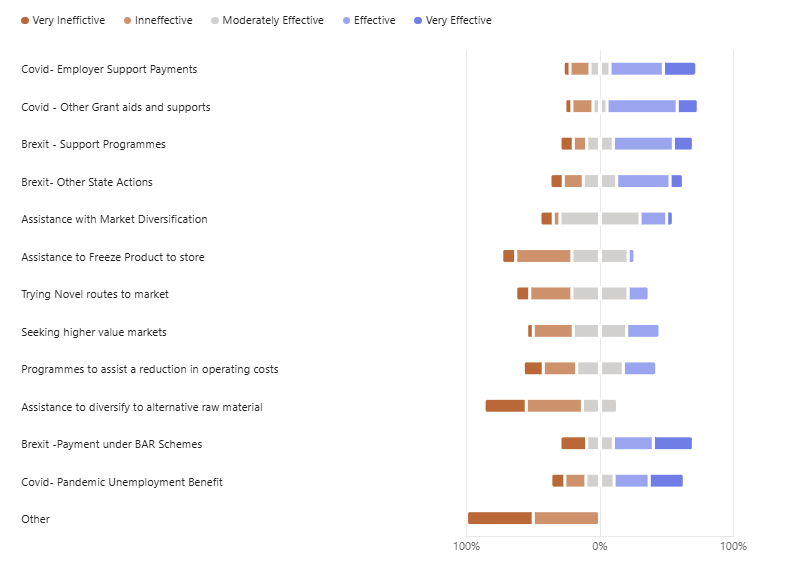 Very Ineffictive Inneffective Moderately Effective Effective Very Effective
Covid- Employer Support Payments
Covid - Other Grant aids and supports
Brexit - Support Programmes
Brexit- Other State Actions
Assistance with Market Diversification
Assistance to Freeze Product to store
Trying Novel routes to market
Seeking higher value markets
Programmes to assist a reduction in operating costs
Assistance to diversify to alternative raw material
Brexit -Payment under BAR Schemes
Covid- Pandemic Unemployment Benefit
Other
100% 0% 100%